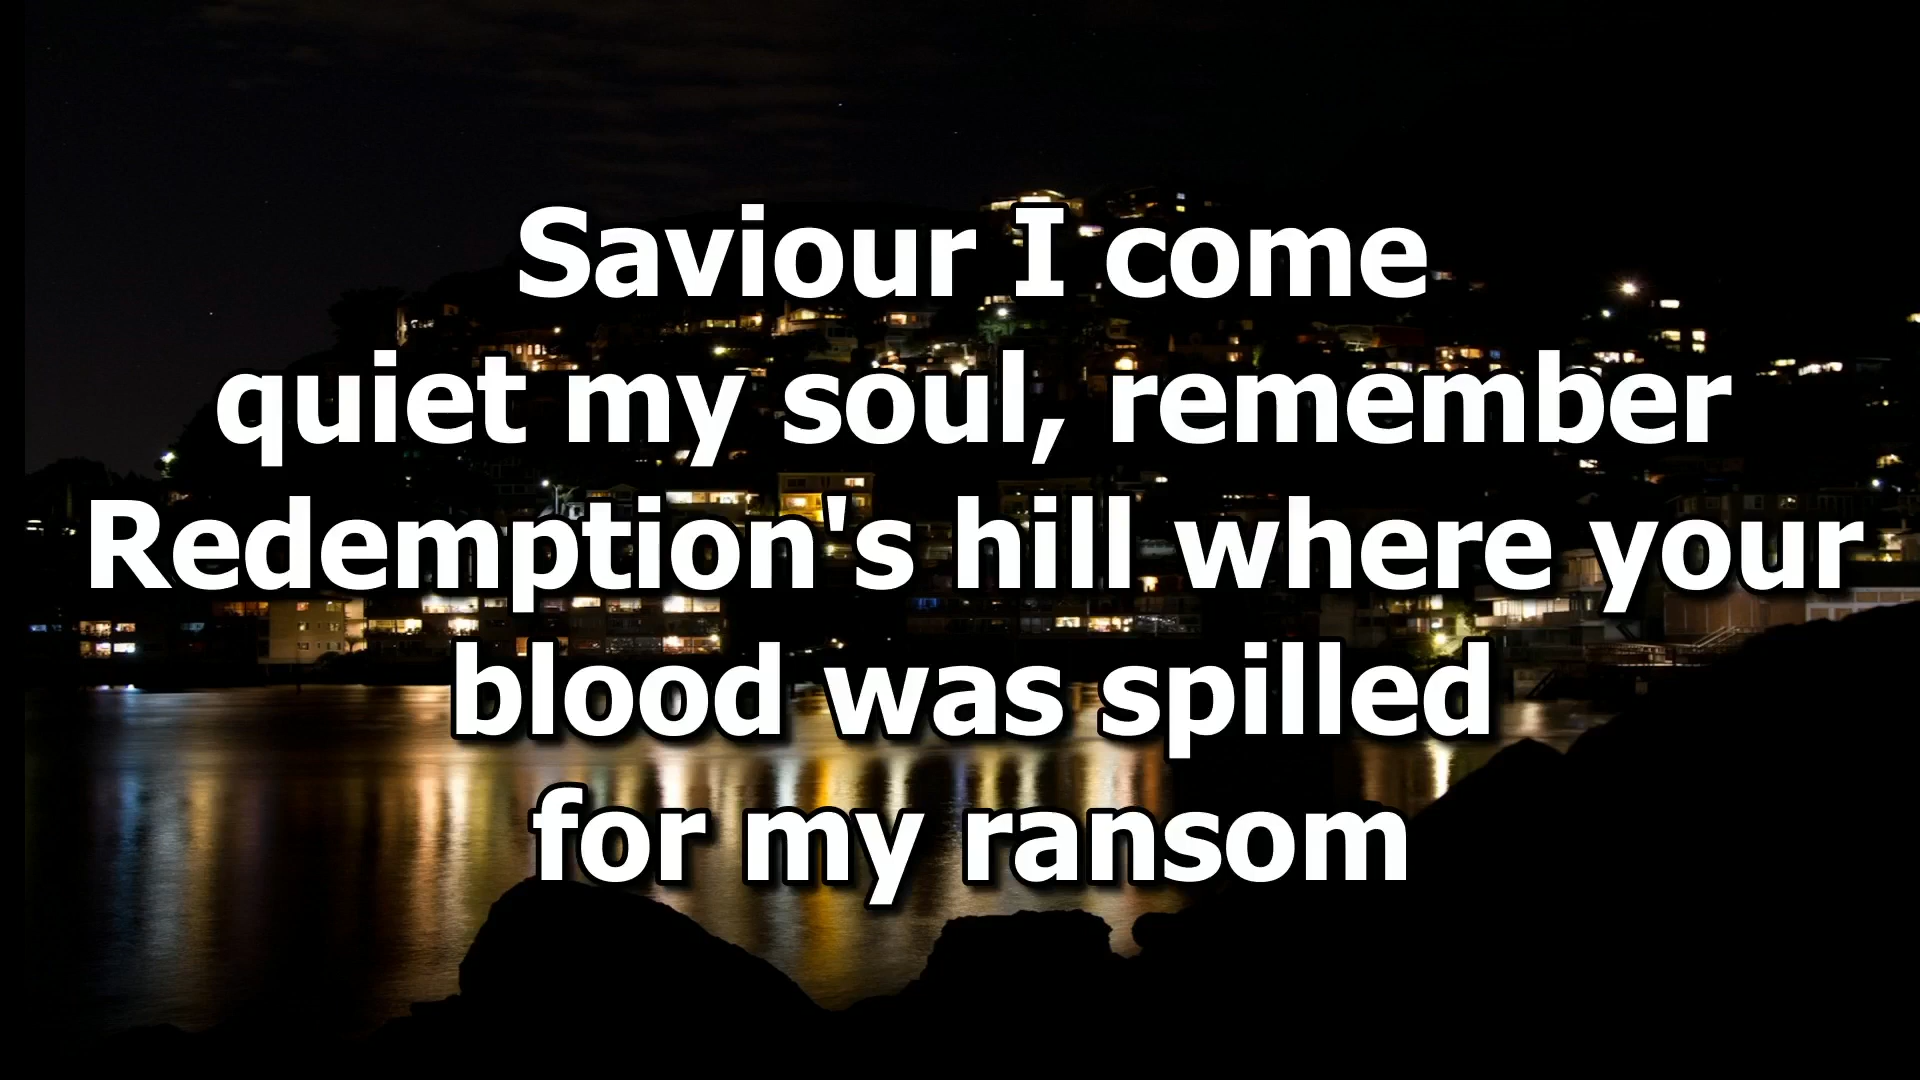 Saviour I come
quiet my soul, remember
Redemption's hill where your
blood was spilled
for my ransom